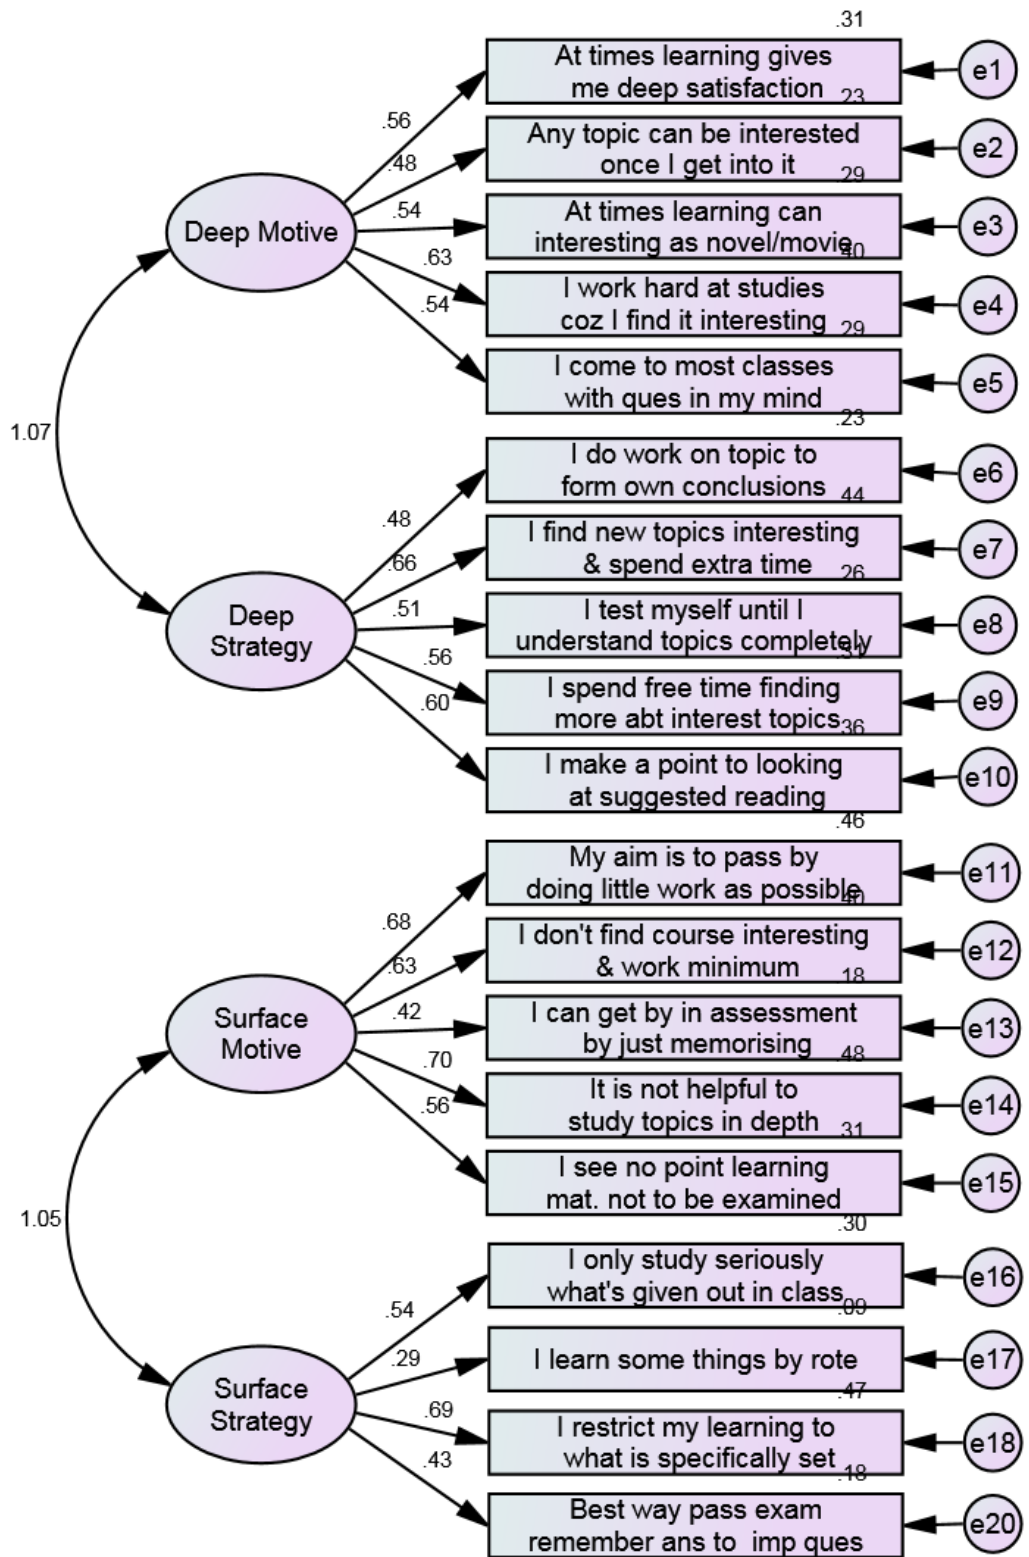 .31
At times learning gives
me deep satisfaction
e1
.56
.23
Any topic can be interested
once I get into it
e2
.48
.29
Deep Motive
At times learning can
interesting as novel/movie
e3
.54
.40
I work hard at studies
coz I find it interesting
e4
.63
.29
I come to most classes
with ques in my mind
e5
.54
1.07
.23
I do work on topic to
form own conclusions
e6
.48
.44
I find new topics interesting
& spend extra time
e7
.66
.26
Deep
Strategy
I test myself until I
understand topics completely
e8
.51
.31
I spend free time finding
more abt interest topics
e9
.56
.36
I make a point to looking
at suggested reading
e10
.60
.46
My aim is to pass by
doing little work as possible
e11
.68
.40
I don't find course interesting
& work minimum
e12
.63
.18
Surface
Motive
I can get by in assessment
by just memorising
e13
.42
.48
It is not helpful to
study topics in depth
e14
.70
.31
I see no point learning
mat. not to be examined
e15
.56
1.05
.30
I only study seriously
what's given out in class
e16
.54
.09
I learn some things by rote
e17
.29
.47
Surface
Strategy
I restrict my learning to
what is specifically set
e18
.69
.18
Best way pass exam
remember ans to imp ques
e20
.43